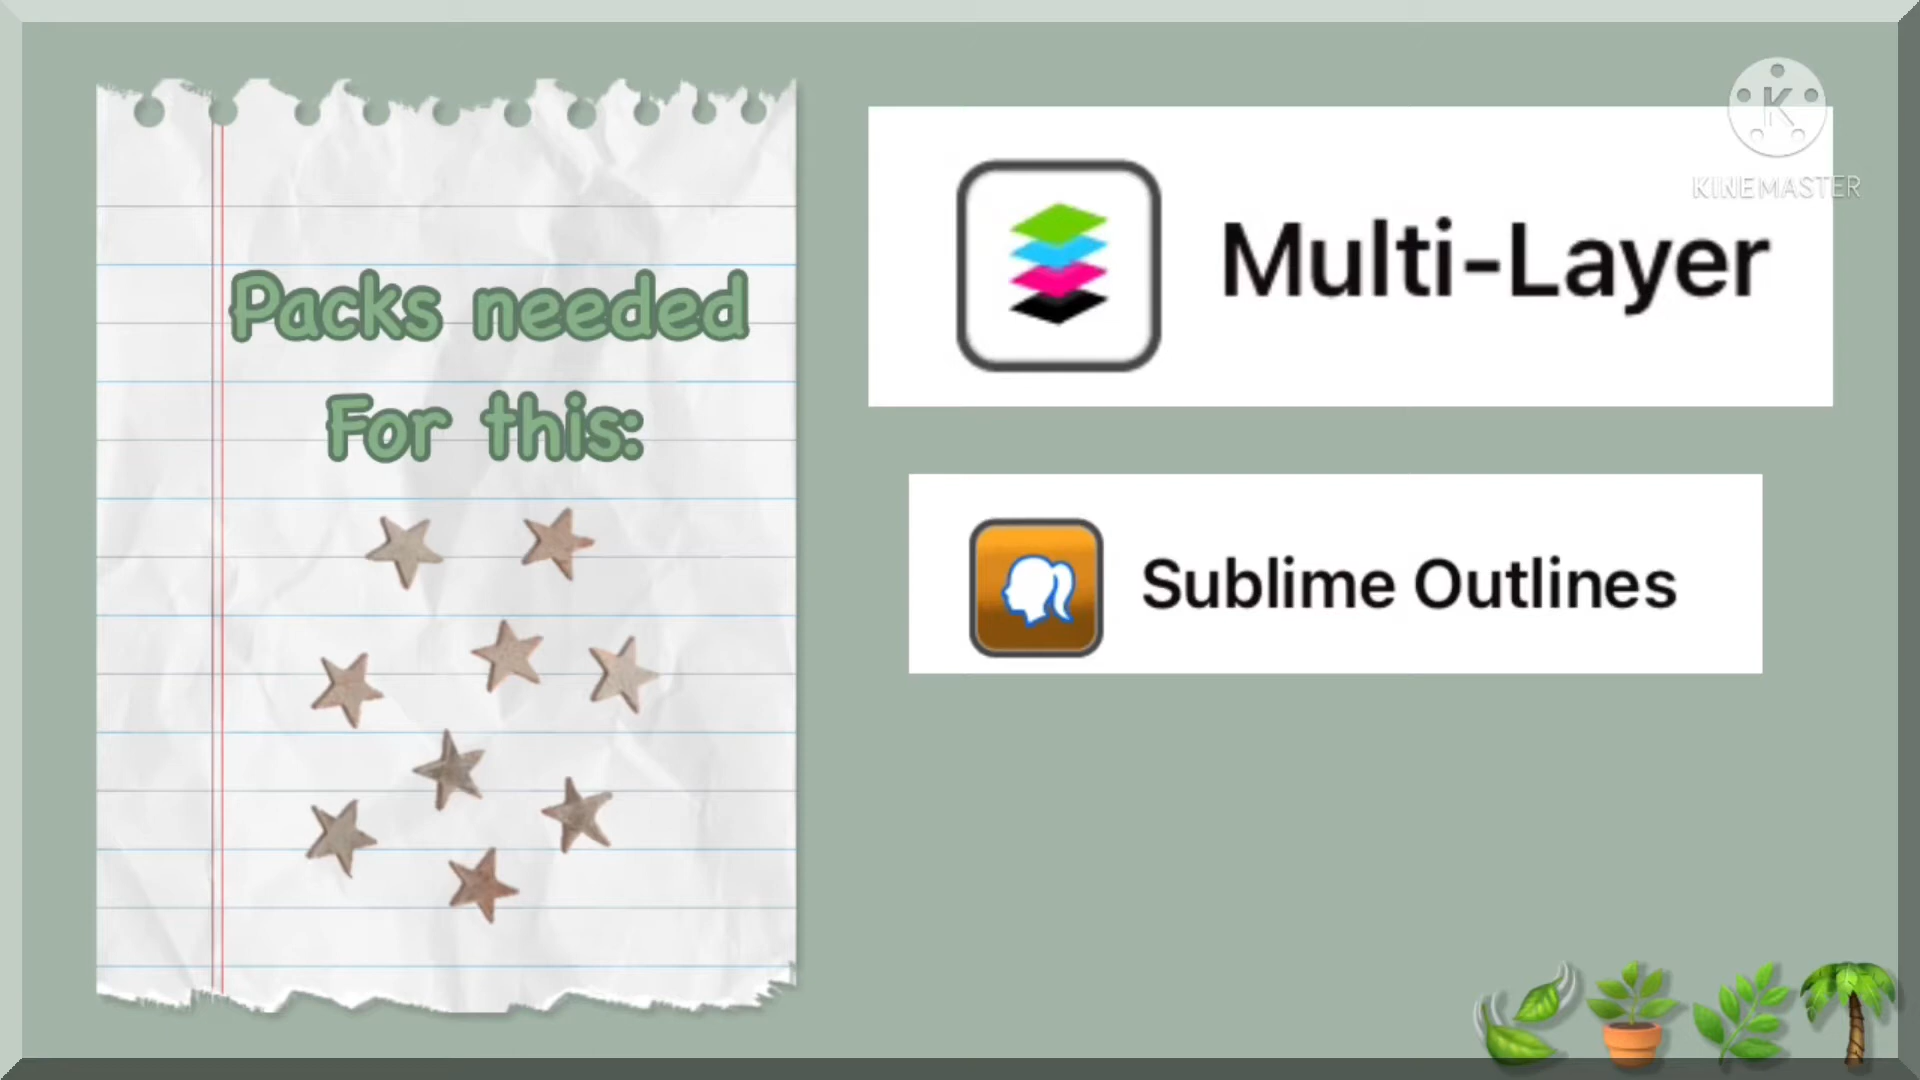 Packs needed
For this:
K
KINEMASTER
Multi-Layer
Sublime Outlines